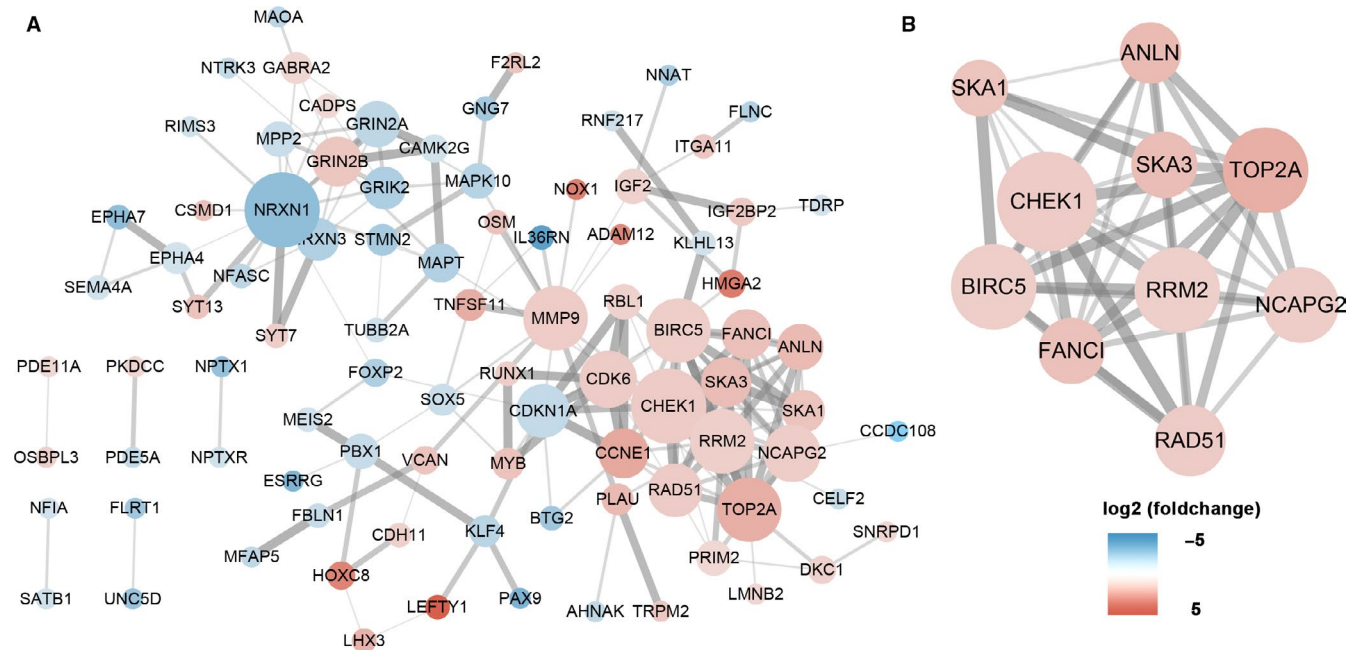 A
B
MAOA
NTRK3
GABRA2
F2RL2
NNAT
CADPS
GNG7
FLNC
RIMS3
MPP2
GRIN2A
RNF217
ITGA11
CAMK2G
GRIN2B
MAPK10
IGF2
GRIK2
NOX1
EPHA7
CSMD1
NRXN1
OSM
IGF2BP2
TDRP
RXN3
STMN2
IL36RN
ADAM12
KLHL13
EPHA4
NFASC
MAPT
SEMA4A
HMGA2
SYT13
TNFSF11
RBL1
SYT7
TUBB2A
MMP9
BIRC5
FANCI
ANLN
PDE11A
PKDCC
NPTX1
FOXP2
RUNX1
CDK6
SKA3
SOX5
CDKN1A
CHEK1
SKA1
MEIS2
RRM2
CCDC108
OSBPL3
PDE5A
NPTXR
PBX1
VCAN
MYB
CCNE1
NCAPG2
ESRRG
RAD51
PLAU
CELF2
NFIA
FLRT1
FBLN1
BTG2
TOP2A
CDH11
KLF4
SNRPD1
MFAP5
PRIM2
HOXC8
DKC1
SATB1
UNC5D
LEFTY1
PAX9
AHNAK
TRPM2
LMNB2
LHX3
ANLN
SKA1
SKA3
TOP2A
CHEK1
BIRC5
RRM2
NCAPG2
FANCI
RAD51
log2 (foldchange)
-5
5